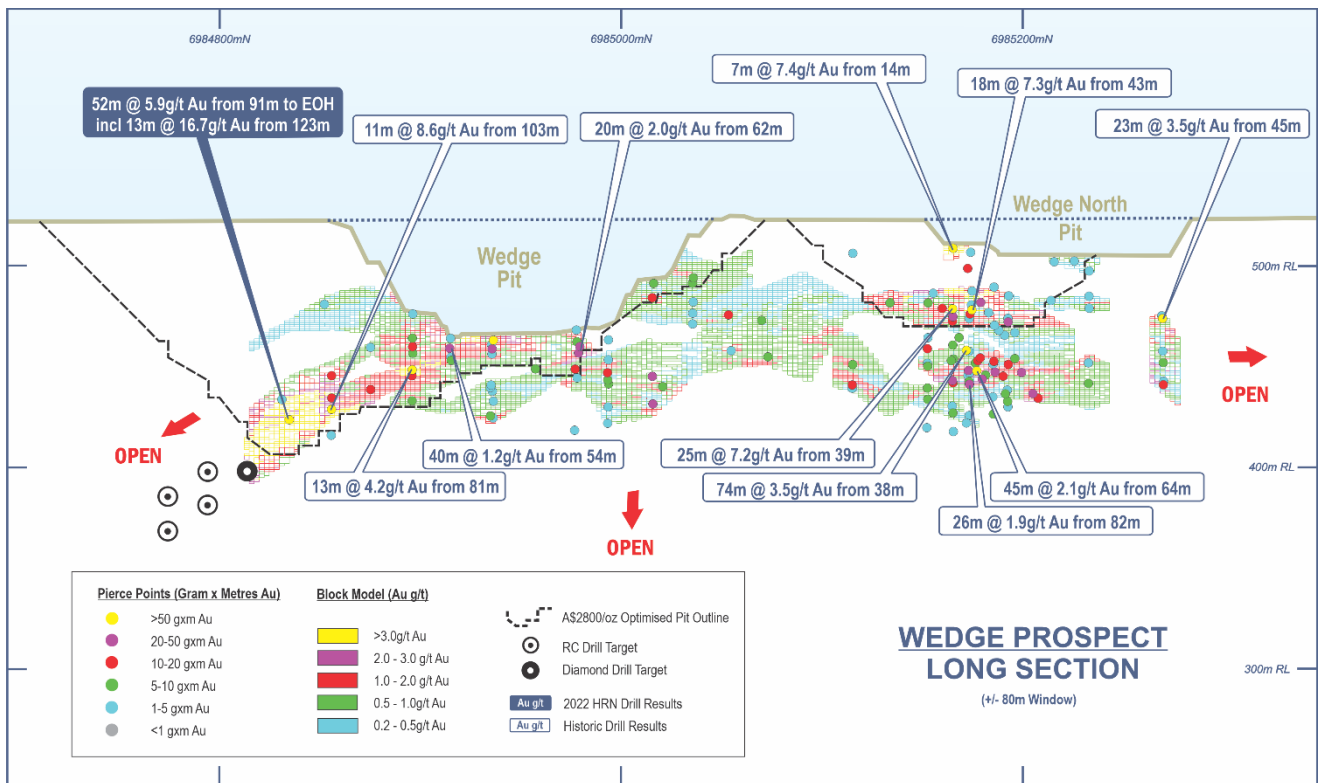 6984800mN
6985000mN
6985200mN
7m @ 7.4g/t Au from 14m
18m @ 7.3g/t Au from 43m
52m @ 5.9g/t Au from 91m to EOH
incl 13m @ 16.7g/t Au from 123m
11m @ 8.6g/t Au from 103m
20m @ 2.0g/t Au from 62m
23m @ 3.5g/t Au from 45m
Wedge
Pit
Wedge North
Pit
500m RL
OPEN
OPEN
25m @ 7.2g/t Au from 39m
40m @ 1.2g/t Au from 54m
400m RL
13m @ 4.2g/t Au from 81m
74m @ 3.5g/t Au from 38m
45m @ 2.1g/t Au from 64m
26m @ 1.9g/t Au from 82m
OPEN
Pierce Points (Gram x Metres Au)
>50 gxm Au
20-50 gxm Au
10-20 gxm Au
5-10 gxm Au
1-5 gxm Au
<1 gxm Au
Block Model (Au g/t)
>3.0g/t Au
2.0 - 3.0 g/t Au
1.0 - 2.0 g/t Au
0.5 - 1.0g/t Au
0.2 - 0.5g/t Au
A$2800/oz Optimised Pit Outline
RC Drill Target
Diamond Drill Target
Au g/t 2022 HRN Drill Results
Au g/t Historic Drill Results
WEDGE PROSPECT
LONG SECTION
(+/- 80m Window)
300m RL